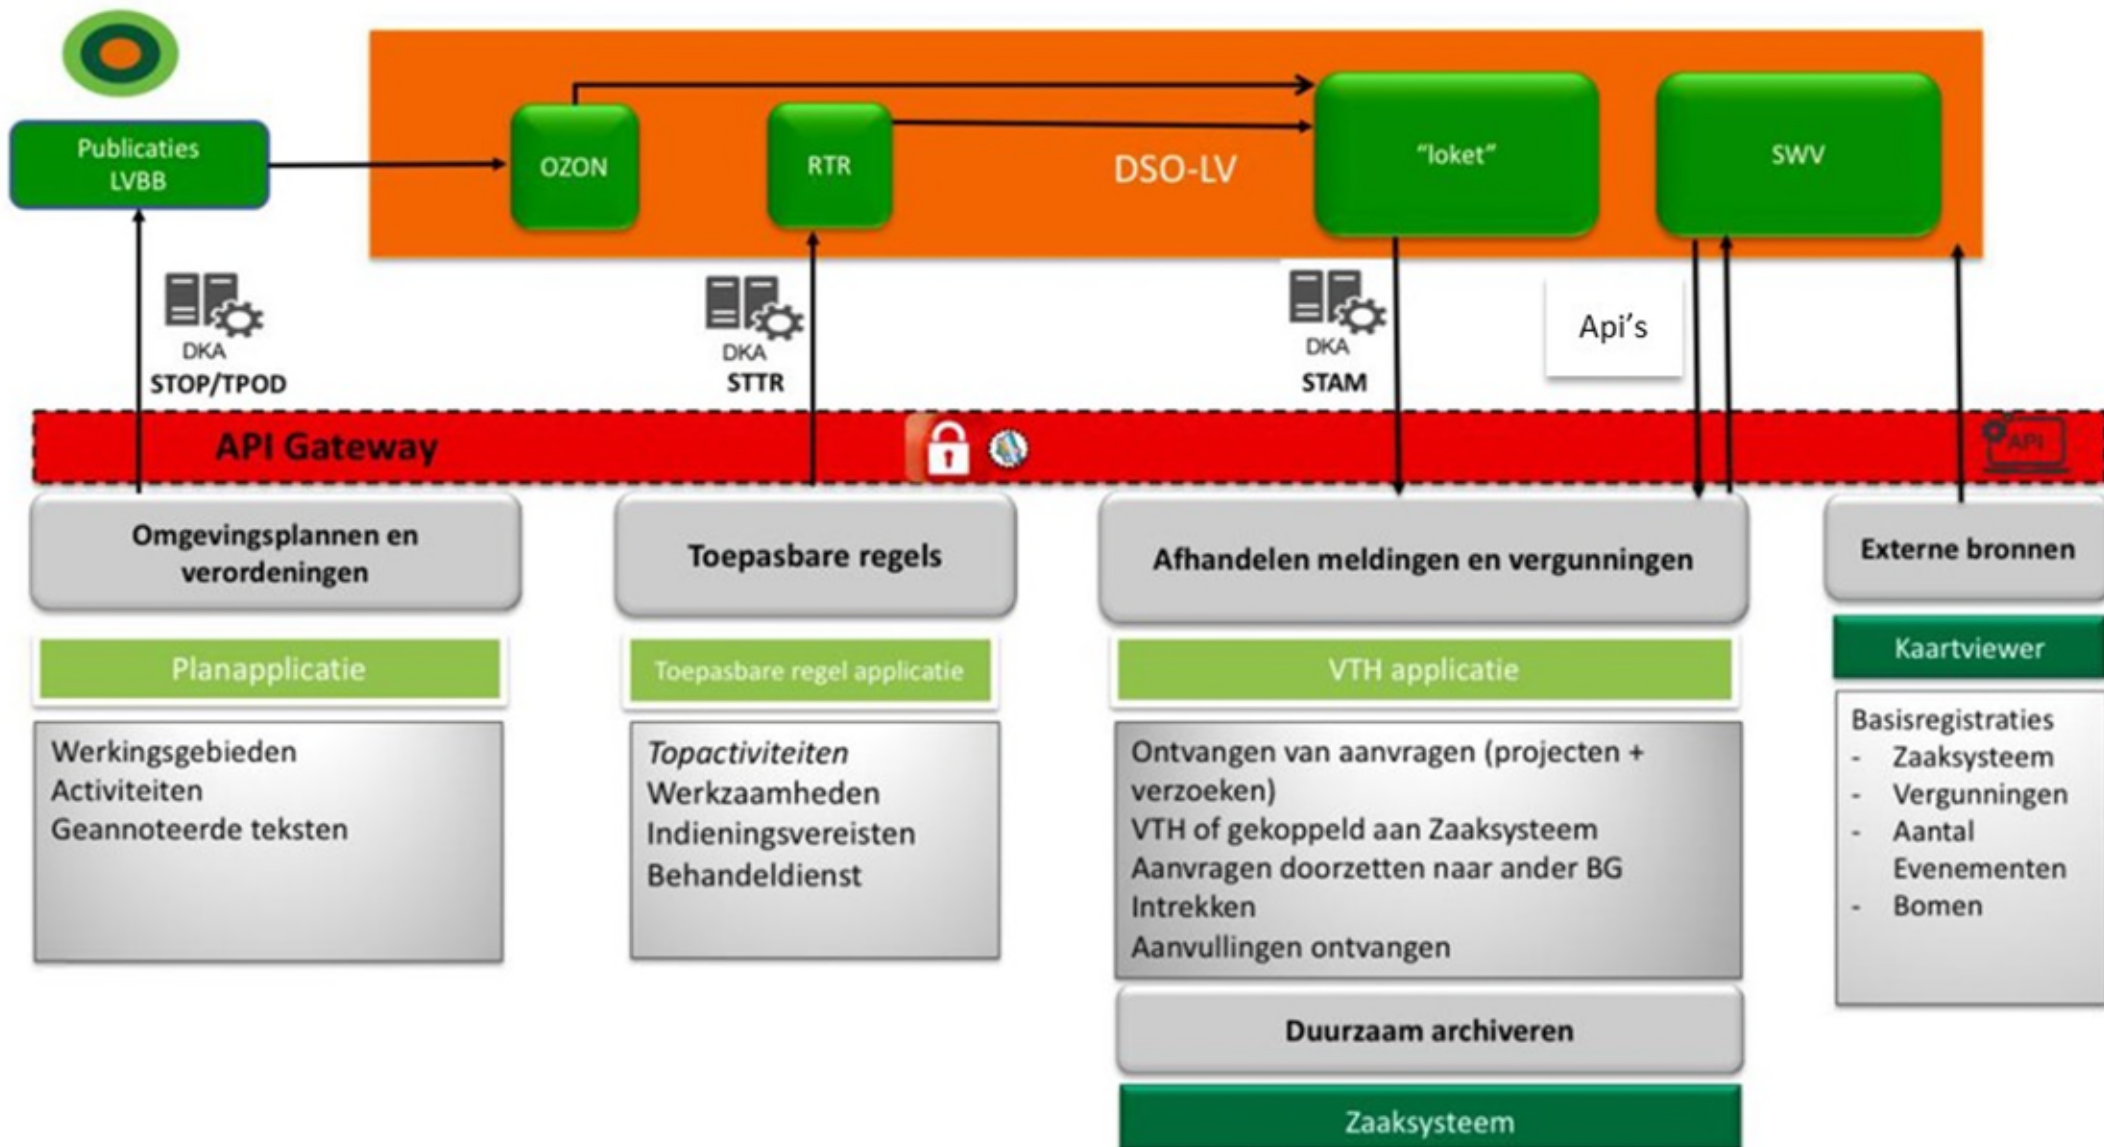 Publicaties
LVBB
OZON
RTR
DSO-LV
“loket”
SWV
DKA
STOP/TPOD
DKA
STTR
DKA
STAM
Api’s
API Gateway
API
Omgevingsplannen en
verordeningen
Planapplicatie
Werkingsgebieden
Activiteiten
Geannoteerde teksten
Toepasbare regels
Toepasbare regel applicatie
Topactiviteiten
Werkzaamheden
Indieningsvereisten
Behandeldienst
Afhandelen meldingen en vergunningen
VTH applicatie
Ontvangen van aanvragen (projecten +
verzoeken)
VTH of gekoppeld aan Zaaksysteem
Aanvragen doorzetten naar ander BG
Intrekken
Aanvullingen ontvangen
Duurzaam archiveren
Zaaksysteem
Externe bronnen
Kaartviewer
Basisregistraties
- Zaaksysteem
- Vergunningen
- Aantal
Evenementen
- Bomen